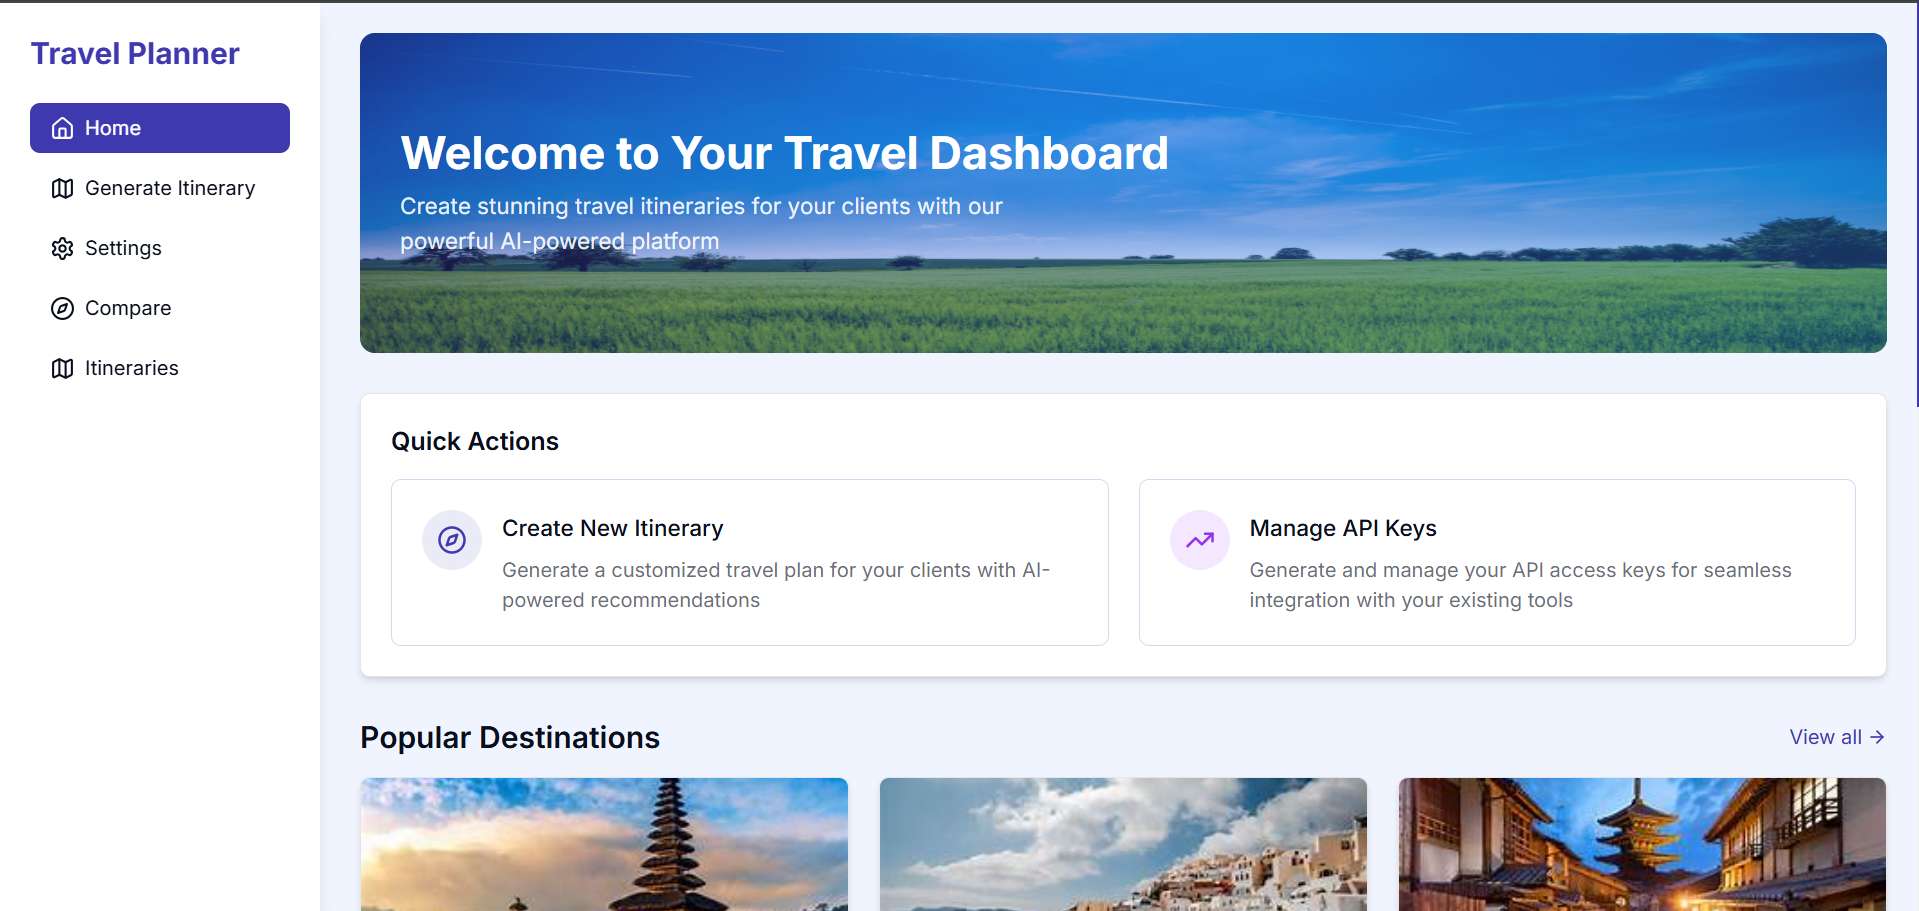 Travel Planner
Home
Generate Itinerary
Settings
Compare
Itineraries
Welcome to Your Travel Dashboard
Create stunning travel itineraries for your clients with our
powerful AI-powered platform
Quick Actions
Create New Itinerary
Generate a customized travel plan for your clients with AI-
powered recommendations
Manage API Keys
Generate and manage your API access keys for seamless
integration with your existing tools
Popular Destinations
View all